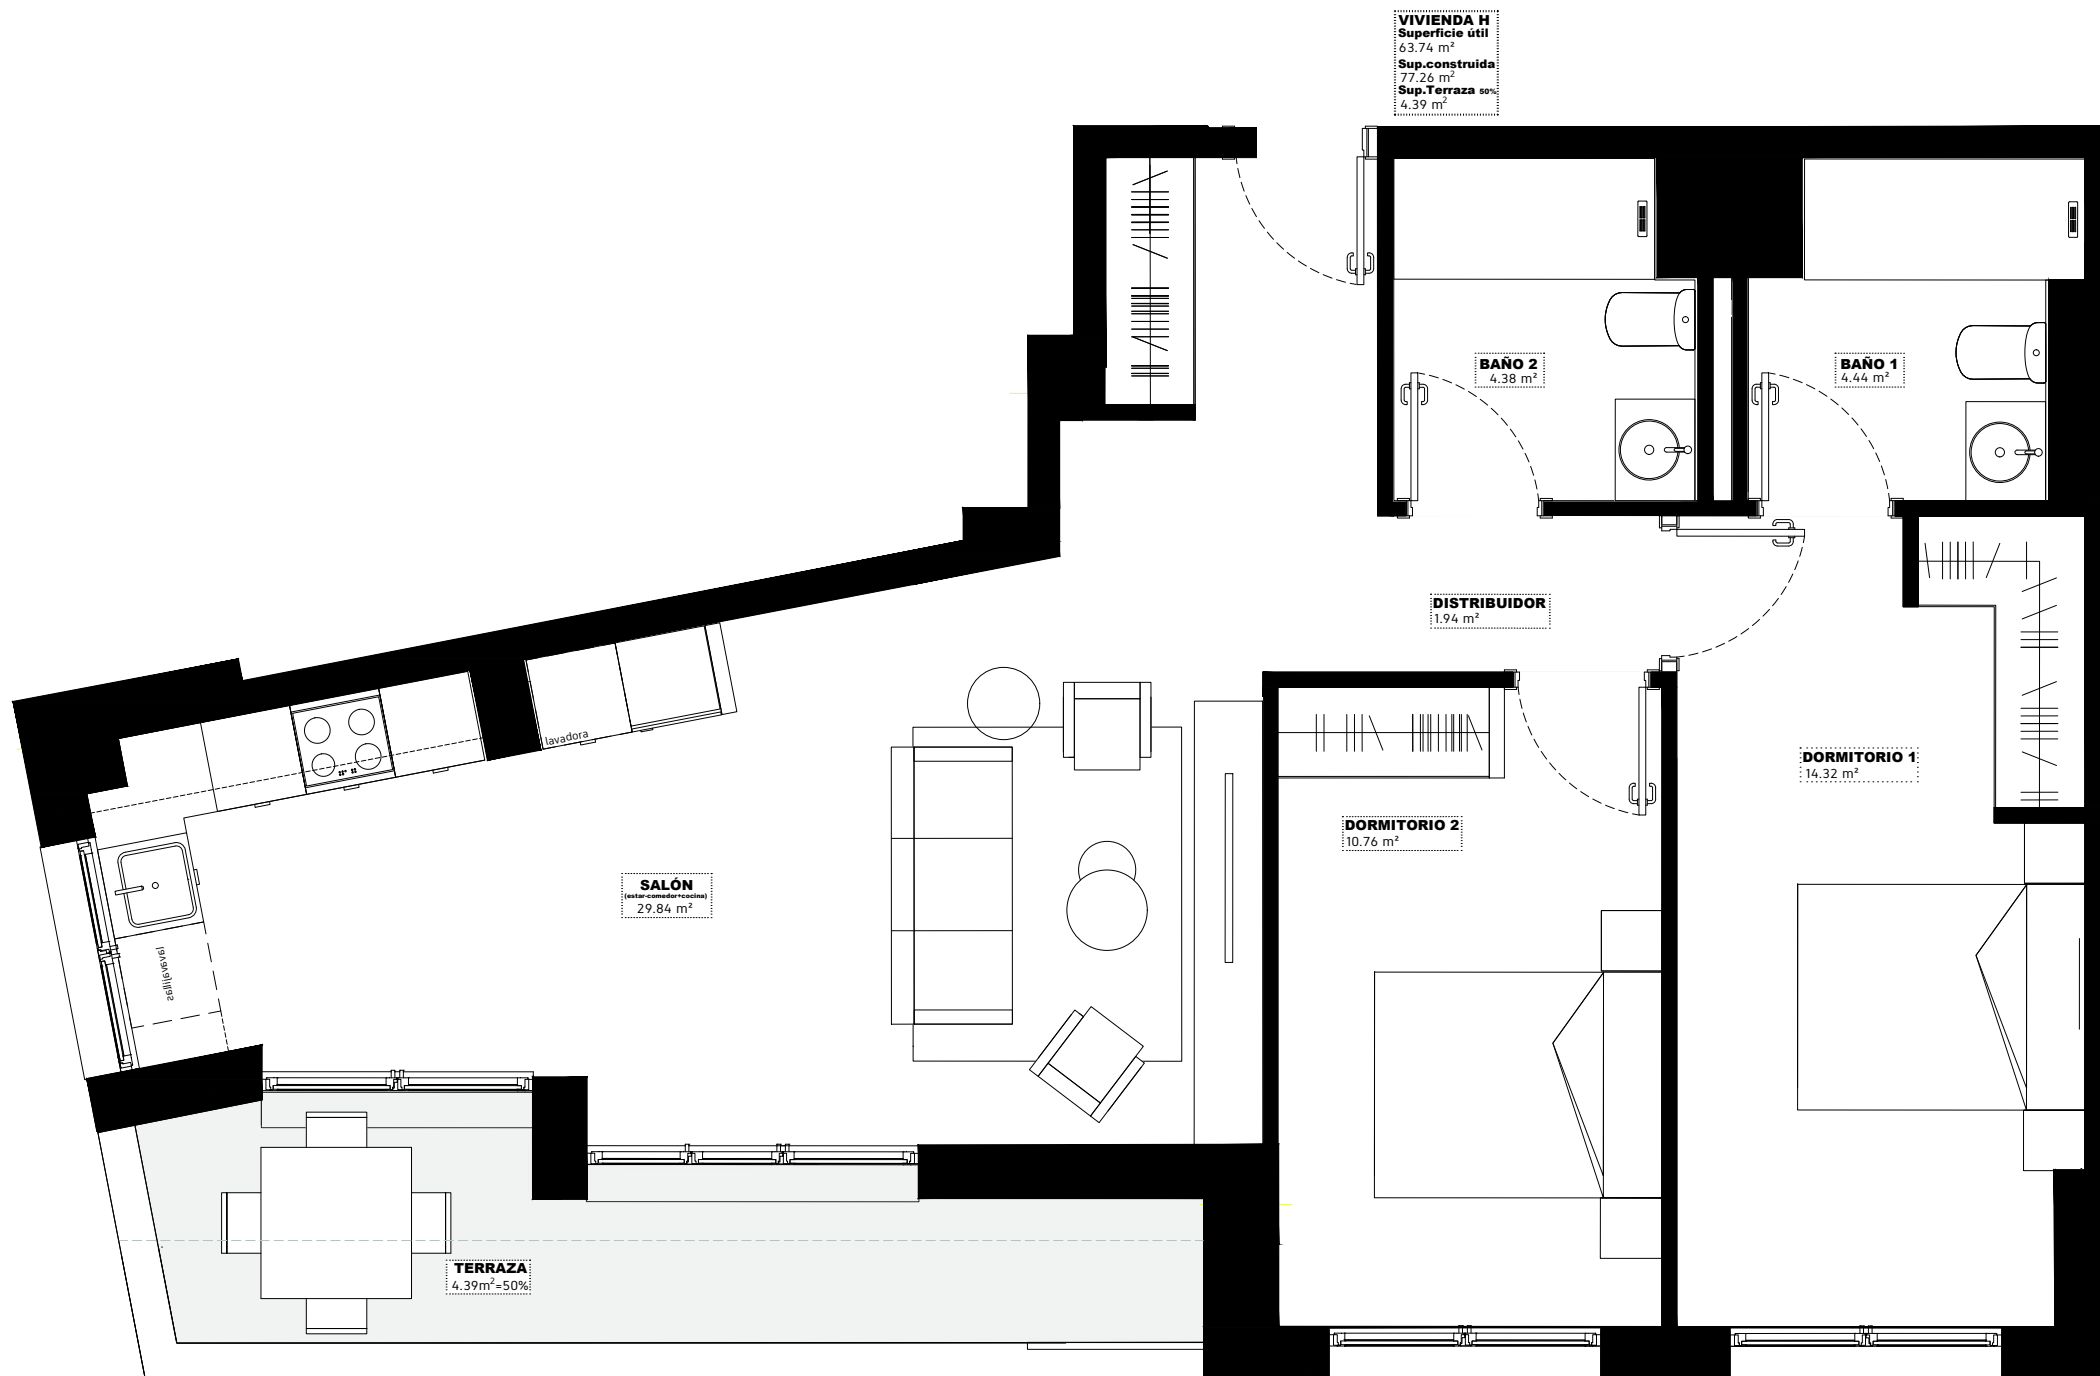 VIVIENDA H
Superficie útil
63.74 m²
Sup.construida
77.26 m²
Sup.Terraza 50%
4.39 m²
BAÑO 2
4.38 m²
BAÑO 1
4.44 m²
DISTRIBUIDOR
1.94 m²
lavadora
DORMITORIO 1
14.32 m²
DORMITORIO 2
10.76 m²
SALÓN
(estar-comedor+cocina)
29.84 m²
lavavajillas
TERRAZA
4.39m²=50%